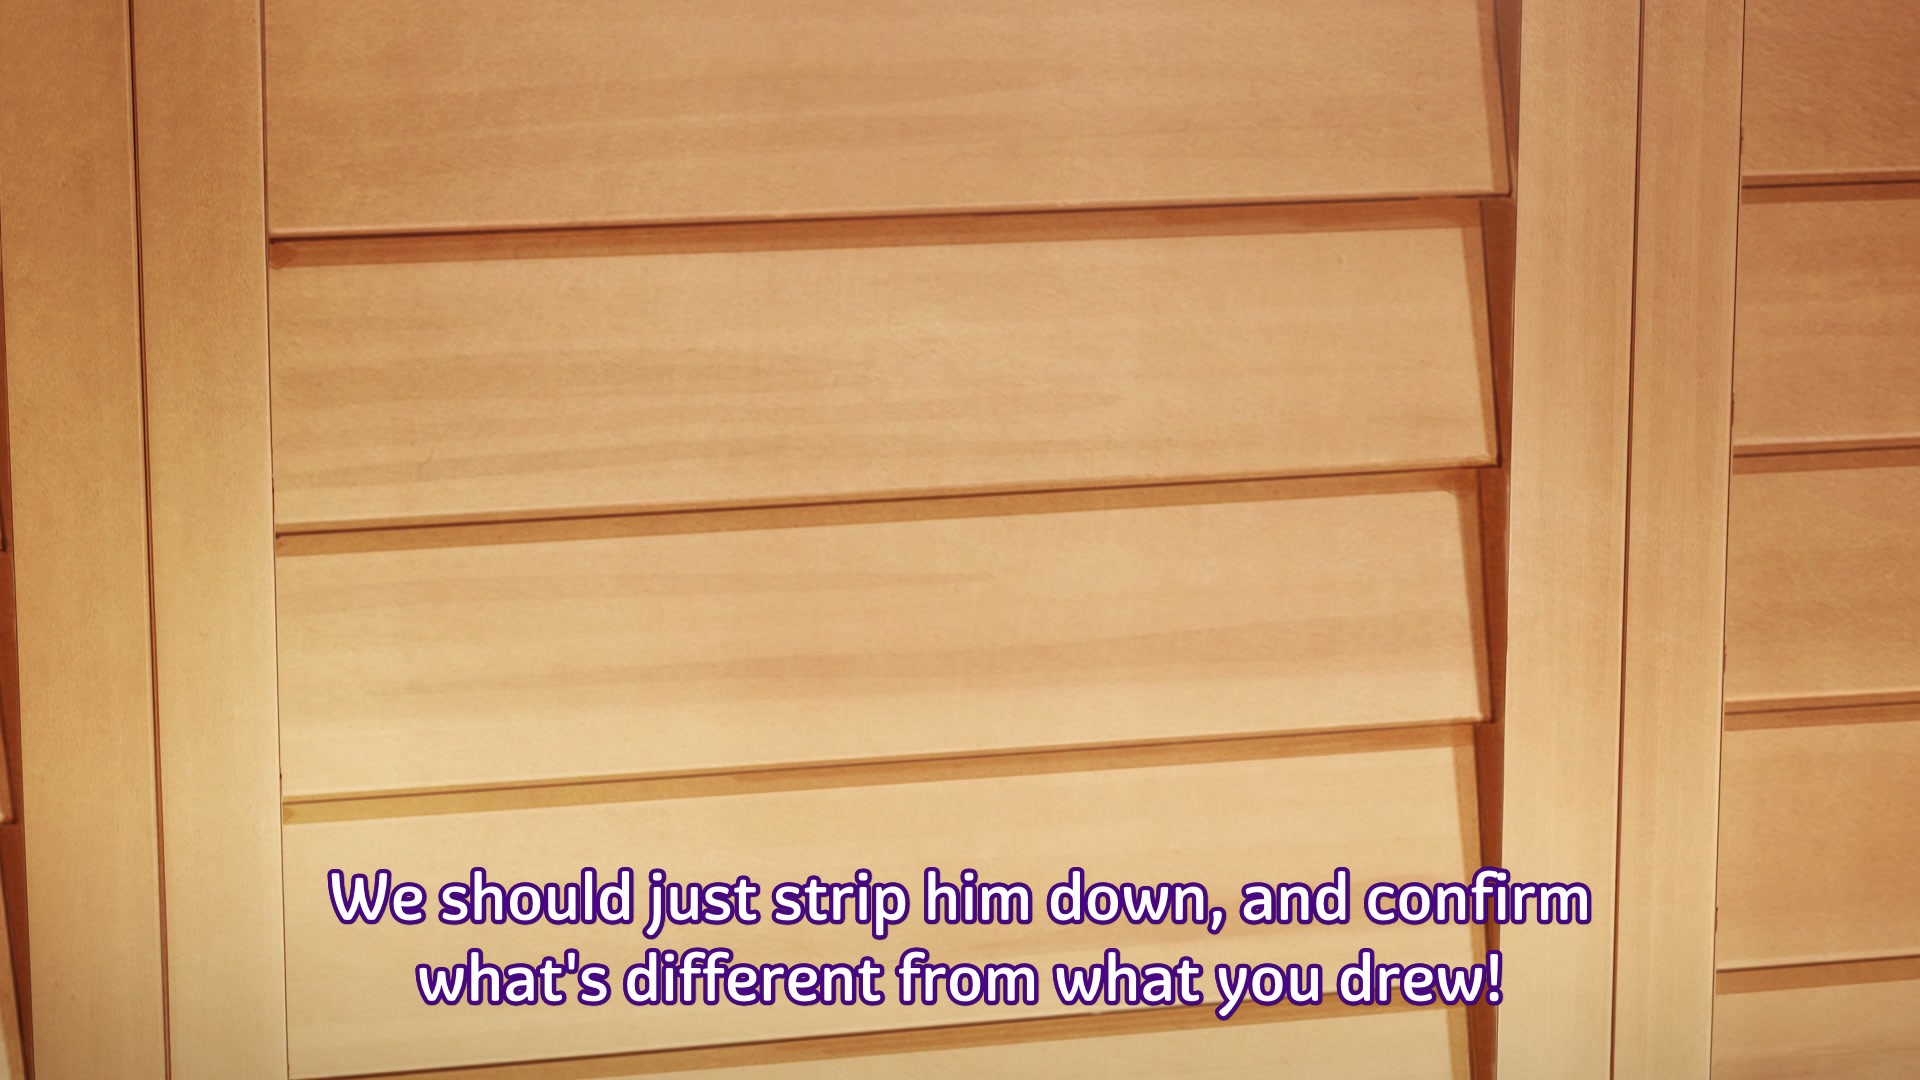 We should just strip him down, and confirm
what's different from what you drew!